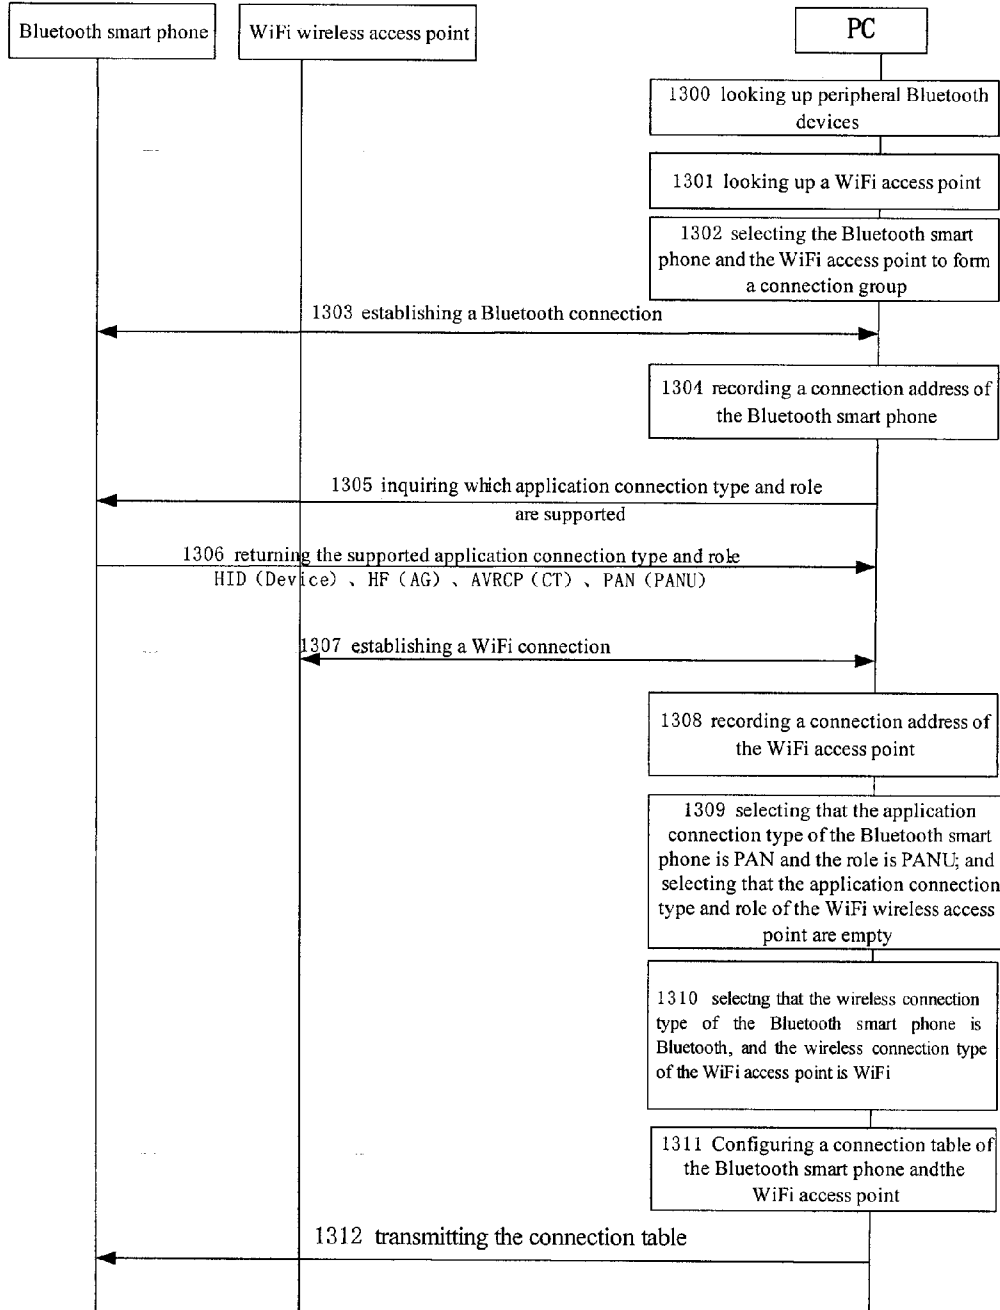 Bluetooth smart phone
WiFi wireless access point
PC
1300 looking up peripheral Bluetooth
devices
1301 looking up a WiFi access point
1302 selecting the Bluetooth smart
phone and the WiFi access point to form
a connection group
1303 establishing a Bluetooth connection
1304 recording a connection address of
the Bluetooth smart phone
1305 inquiring which application connection type and role
are supported
1306 returning the supported application connection type and role
HID (Device) 、 HF (AG) 、 AVRCP (CT) 、 PAN (PANU)
1307 establishing a WiFi connection
1308 recording a connection address of
the WiFi access point
1309 selecting that the application
connection type of the Bluetooth smart
phone is PAN and the role is PANU; and
selecting that the application connection
type and role of the WiFi wireless access
point are empty
1310 selectng that the wireless connection
type of the Bluetooth smart phone is
Bluetooth, and the wireless connection type
of the WiFi access point is WiFi
1311 Configuring a connection table of
the Bluetooth smart phone andthe
WiFi access point
1312 transmitting the connection table